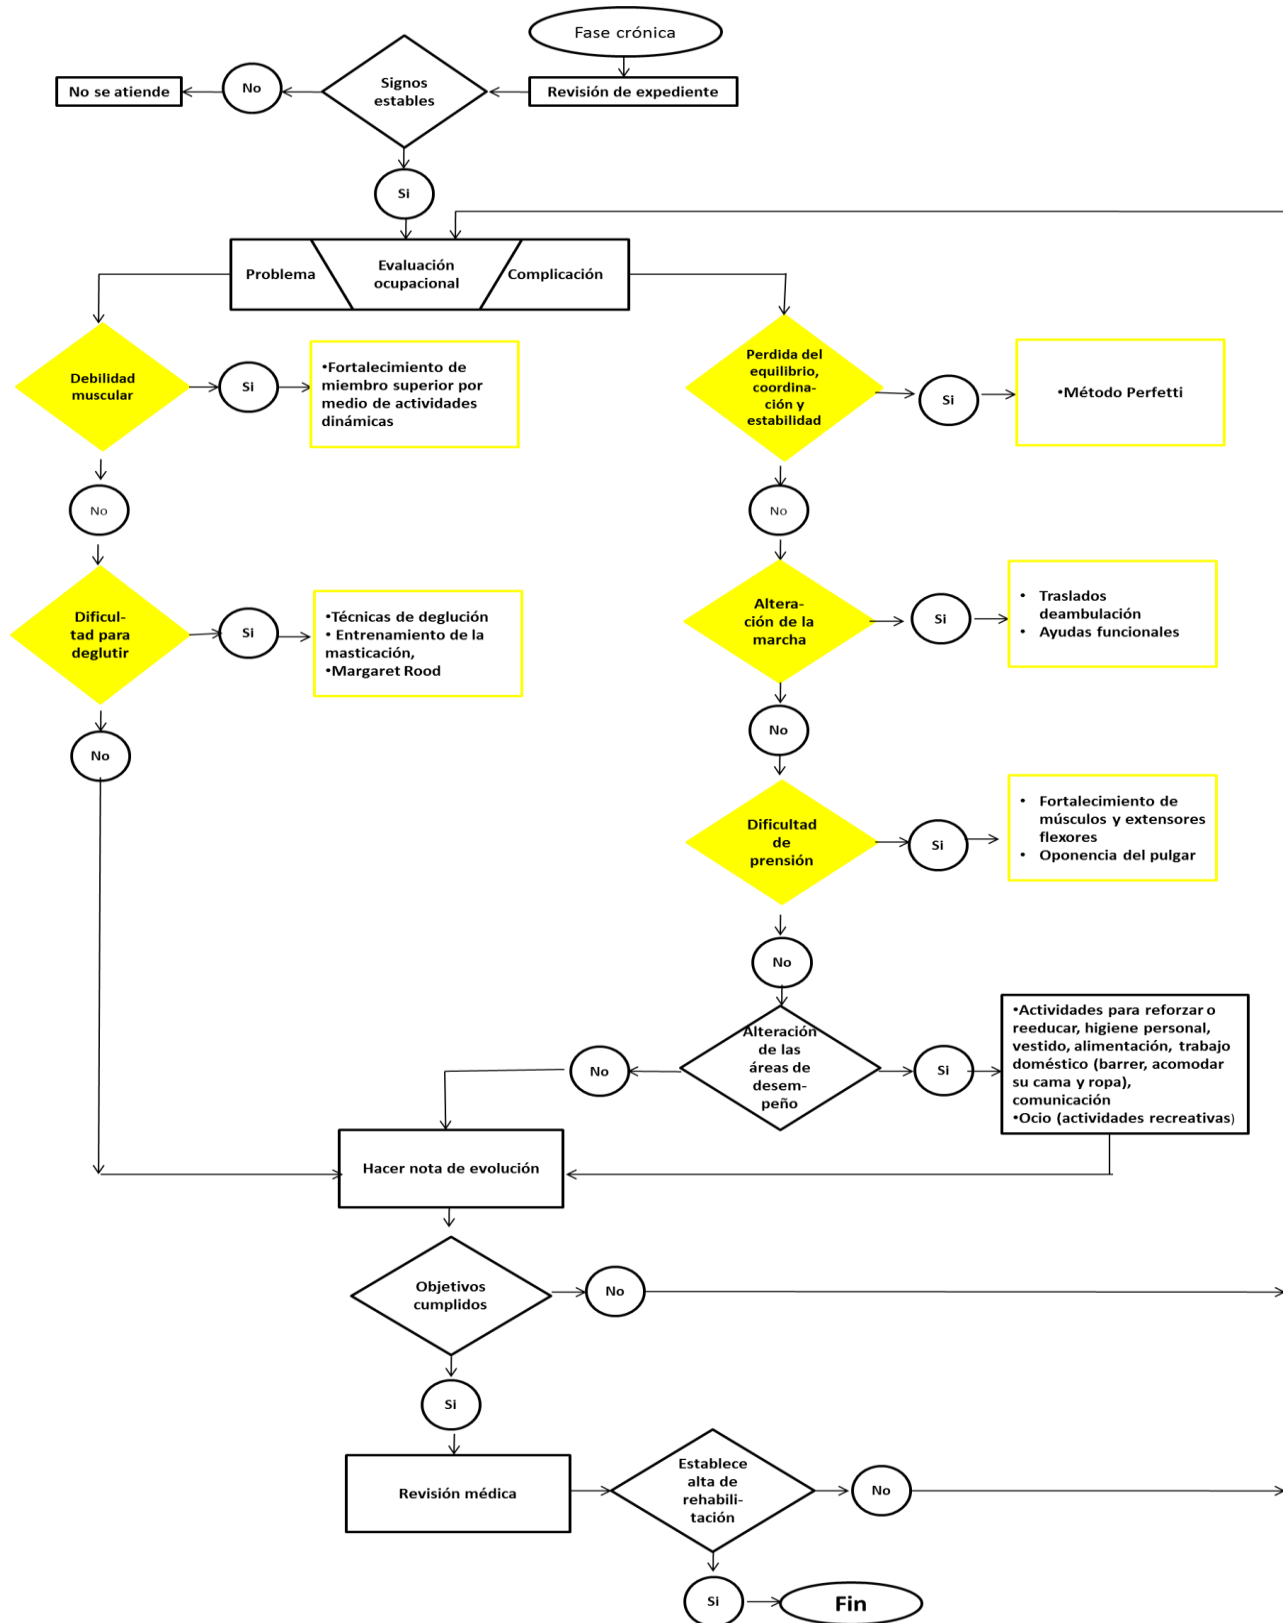 Fase crónica
Revisión de expediente
Signos
estables
No
No se atiende
Si
Problema
Evaluación
ocupacional
Complicación
Debilidad
muscular
Si
•Fortalecimiento de
miembro superior por
medio de actividades
dinámicas
No
Dificul-
tad para
deglutir
Si
•Técnicas de deglución
• Entrenamiento de la
masticación,
•Margaret Rood
No
Perdida del
equilibrio,
coordina-
ción y
estabilidad
Si
•Método Perfetti
No
Altera-
ción de la
marcha
Si
• Traslados
deambulación
• Ayudas funcionales
No
Dificultad
de
prensión
Si
• Fortalecimiento de
músculos y extensores
flexores
• Oponencia del pulgar
No
Alteración
de las
áreas de
desem-
peño
No
Si
•Actividades para reforzar o
reeducar, higiene personal,
vestido, alimentación, trabajo
doméstico (barrer, acomodar
su cama y ropa),
comunicación
•Ocio (actividades recreativas)
Hacer nota de evolución
Objetivos
cumplidos
No
Si
Revisión médica
Establece
alta de
rehabili-
tación
No
Si
Fin